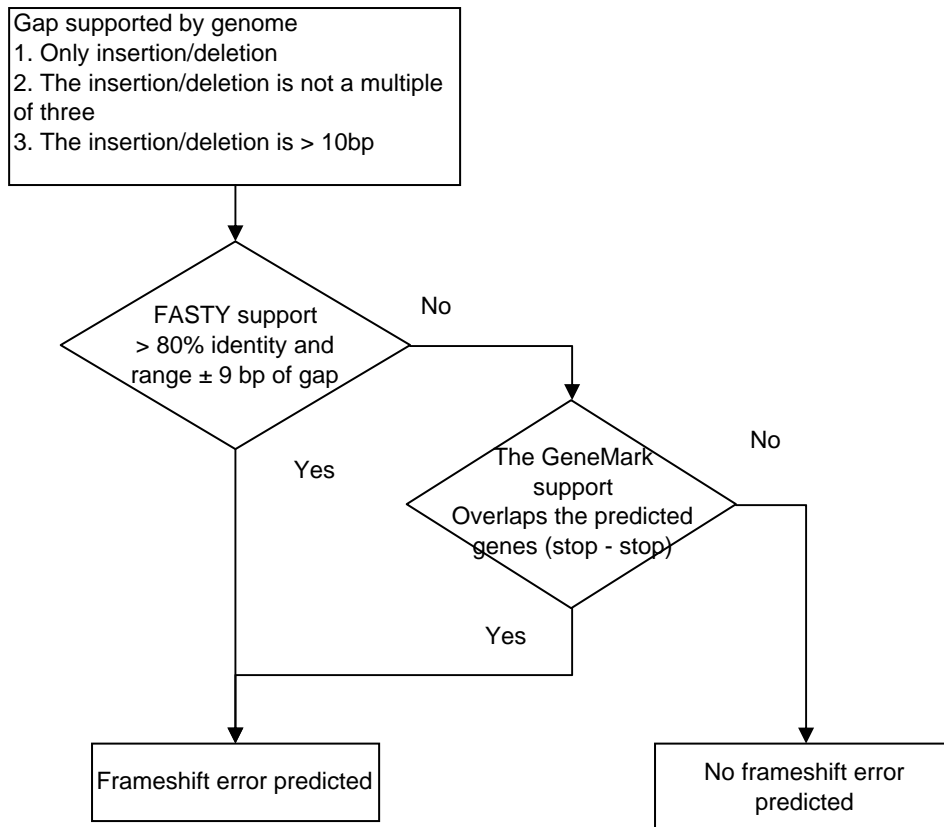 Gap supported by genome
1. Only insertion/deletion
2. The insertion/deletion is not a multiple
of three
3. The insertion/deletion is > 10bp
FASTY support
> 80% identity and
range ± 9 bp of gap
No
Yes
The GeneMark
support
Overlaps the predicted
genes (stop - stop)
No
Yes
Frameshift error predicted
No frameshift error
predicted